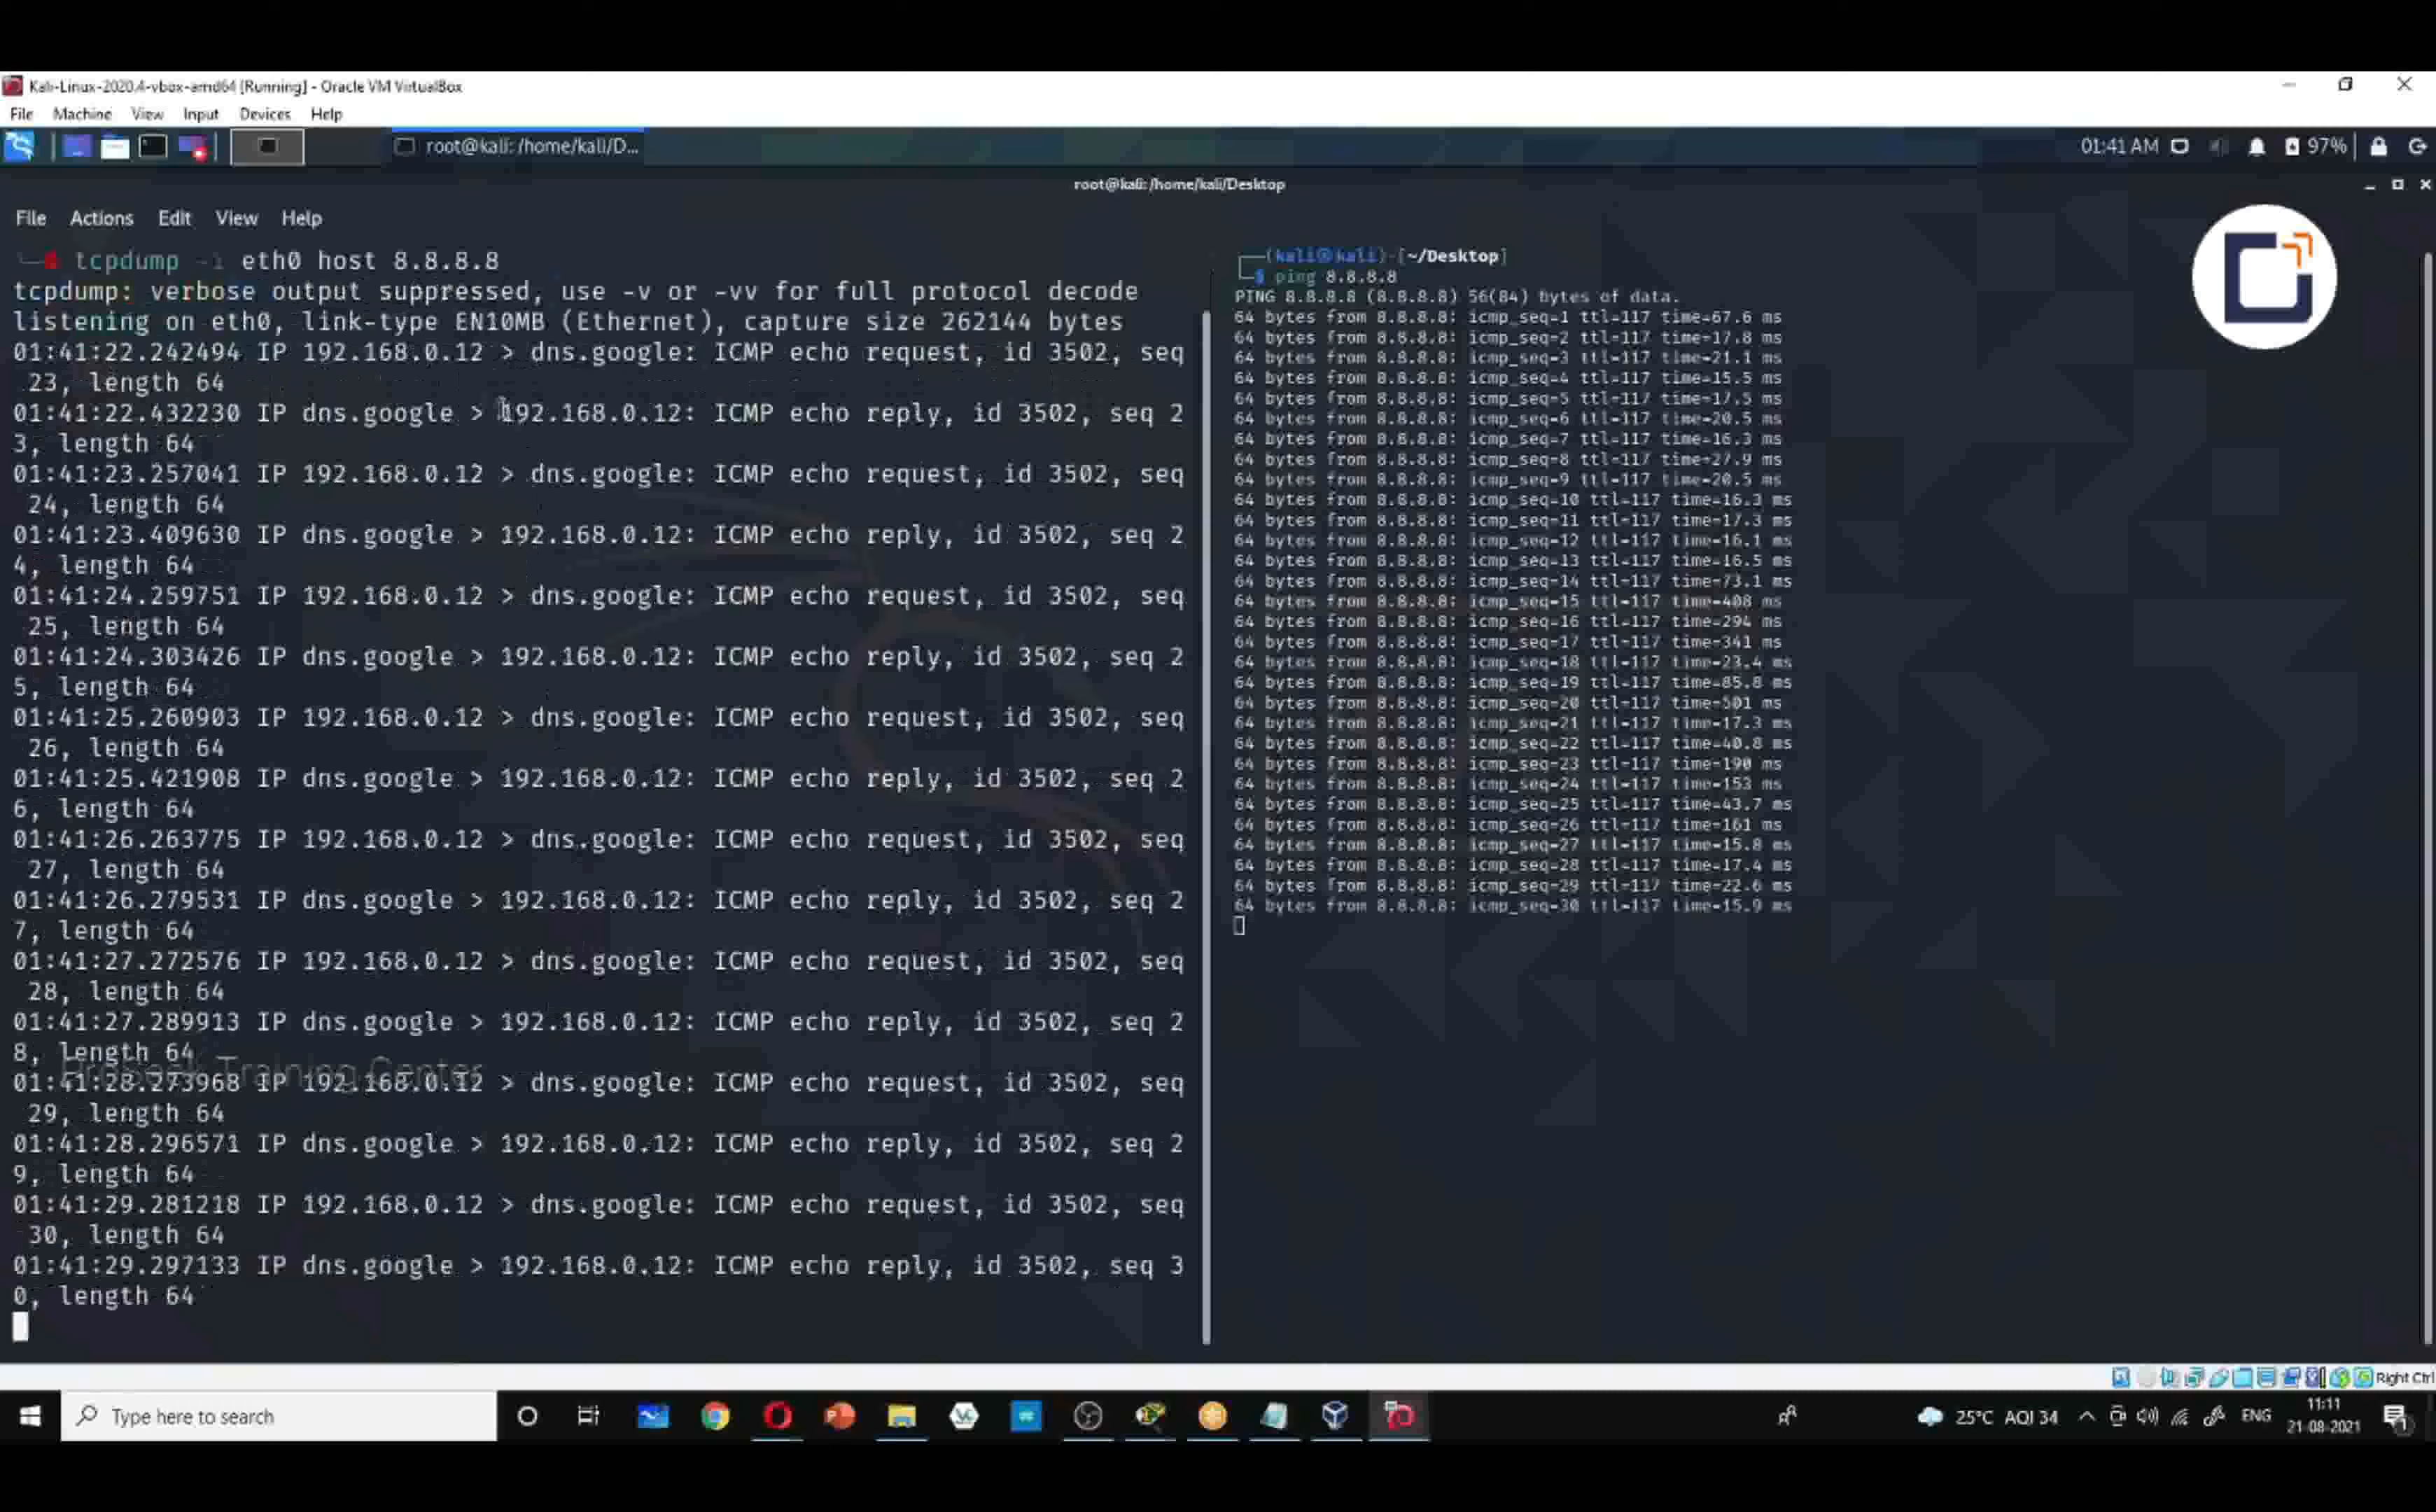 Kali-Linux-2020.4-vbox-amd64 [Running] - Oracle VM VirtualBox
File Machine View Input Devices Help
root@kali: /home/kali/D... 01:41 AM 97%
root@kali: /home/kali/Desktop
File Actions Edit View Help
tcpdump -i eth0 host 8.8.8.8
tcpdump: verbose output suppressed, use -v or -vv for full protocol decode
listening on eth0, link-type EN10MB (Ethernet), capture size 262144 bytes
01:41:22.242494 IP 192.168.0.12 > dns.google: ICMP echo request, id 3502, seq
23, length 64
01:41:22.432230 IP dns.google > 192.168.0.12: ICMP echo reply, id 3502, seq 2
3, length 64
01:41:23.257041 IP 192.168.0.12 > dns.google: ICMP echo request, id 3502, seq
24, length 64
01:41:23.409630 IP dns.google > 192.168.0.12: ICMP echo reply, id 3502, seq 2
4, length 64
01:41:24.259751 IP 192.168.0.12 > dns.google: ICMP echo request, id 3502, seq
25, length 64
01:41:24.303426 IP dns.google > 192.168.0.12: ICMP echo reply, id 3502, seq 2
5, length 64
01:41:25.260903 IP 192.168.0.12 > dns.google: ICMP echo request, id 3502, seq
26, length 64
01:41:25.421908 IP dns.google > 192.168.0.12: ICMP echo reply, id 3502, seq 2
6, length 64
01:41:26.263775 IP 192.168.0.12 > dns.google: ICMP echo request, id 3502, seq
27, length 64
01:41:26.279531 IP dns.google > 192.168.0.12: ICMP echo reply, id 3502, seq 2
7, length 64
01:41:27.272576 IP 192.168.0.12 > dns.google: ICMP echo request, id 3502, seq
28, length 64
01:41:27.289913 IP dns.google > 192.168.0.12: ICMP echo reply, id 3502, seq 2
8, length 64
Training Center
01:41:28.273968 IP 192.168.0.12 > dns.google: ICMP echo request, id 3502, seq
29, length 64
01:41:28.296571 IP dns.google > 192.168.0.12: ICMP echo reply, id 3502, seq 2
9, length 64
01:41:29.281218 IP 192.168.0.12 > dns.google: ICMP echo request, id 3502, seq
30, length 64
01:41:29.297133 IP dns.google > 192.168.0.12: ICMP echo reply, id 3502, seq 3
0, length 64
(kali㉿kali)-[~/Desktop]
$ ping 8.8.8.8
PING 8.8.8.8 (8.8.8.8) 56(84) bytes of data.
64 bytes from 8.8.8.8: icmp_seq=1 ttl=117 time=67.6 ms
64 bytes from 8.8.8.8: icmp_seq=2 ttl=117 time=17.8 ms
64 bytes from 8.8.8.8: icmp_seq=3 ttl=117 time=21.1 ms
64 bytes from 8.8.8.8: icmp_seq=4 ttl=117 time=15.5 ms
64 bytes from 8.8.8.8: icmp_seq=5 ttl=117 time=17.5 ms
64 bytes from 8.8.8.8: icmp_seq=6 ttl=117 time=20.5 ms
64 bytes from 8.8.8.8: icmp_seq=7 ttl=117 time=16.3 ms
64 bytes from 8.8.8.8: icmp_seq=8 ttl=117 time=27.9 ms
64 bytes from 8.8.8.8: icmp_seq=9 ttl=117 time=20.5 ms
64 bytes from 8.8.8.8: icmp_seq=10 ttl=117 time=16.3 ms
64 bytes from 8.8.8.8: icmp_seq=11 ttl=117 time=17.3 ms
64 bytes from 8.8.8.8: icmp_seq=12 ttl=117 time=16.1 ms
64 bytes from 8.8.8.8: icmp_seq=13 ttl=117 time=16.5 ms
64 bytes from 8.8.8.8: icmp_seq=14 ttl=117 time=73.1 ms
64 bytes from 8.8.8.8: icmp_seq=15 ttl=117 time=408 ms
64 bytes from 8.8.8.8: icmp_seq=16 ttl=117 time=294 ms
64 bytes from 8.8.8.8: icmp_seq=17 ttl=117 time=341 ms
64 bytes from 8.8.8.8: icmp_seq=18 ttl=117 time=23.4 ms
64 bytes from 8.8.8.8: icmp_seq=19 ttl=117 time=85.8 ms
64 bytes from 8.8.8.8: icmp_seq=20 ttl=117 time=501 ms
64 bytes from 8.8.8.8: icmp_seq=21 ttl=117 time=17.3 ms
64 bytes from 8.8.8.8: icmp_seq=22 ttl=117 time=40.8 ms
64 bytes from 8.8.8.8: icmp_seq=23 ttl=117 time=190 ms
64 bytes from 8.8.8.8: icmp_seq=24 ttl=117 time=153 ms
64 bytes from 8.8.8.8: icmp_seq=25 ttl=117 time=43.7 ms
64 bytes from 8.8.8.8: icmp_seq=26 ttl=117 time=161 ms
64 bytes from 8.8.8.8: icmp_seq=27 ttl=117 time=15.8 ms
64 bytes from 8.8.8.8: icmp_seq=28 ttl=117 time=17.4 ms
64 bytes from 8.8.8.8: icmp_seq=29 ttl=117 time=22.6 ms
64 bytes from 8.8.8.8: icmp_seq=30 ttl=117 time=15.9 ms
Right Ctrl
Type here to search
25°C AQI 34
ENG
11:11
21-08-2021